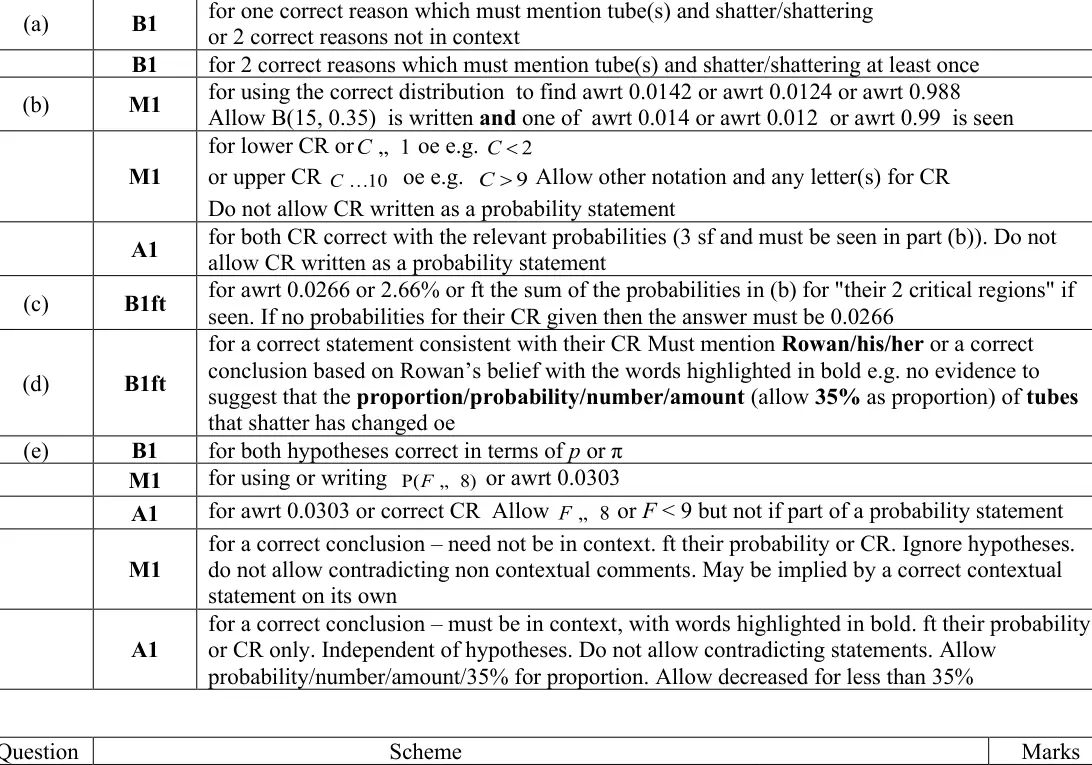 (a) B1 for one correct reason which must mention tube(s) and shatter/shattering
or 2 correct reasons not in context
B1 for 2 correct reasons which must mention tube(s) and shatter/shattering at least once
(b) M1 for using the correct distribution to find awrt 0.0142 or awrt 0.0124 or awrt 0.988
Allow B(15, 0.35) is written and one of awrt 0.014 or awrt 0.012 or awrt 0.99 is seen
M1 for lower CR or C „ 1 oe e.g. C < 2
or upper CR C …10 oe e.g. C > 9 Allow other notation and any letter(s) for CR
Do not allow CR written as a probability statement
A1 for both CR correct with the relevant probabilities (3 sf and must be seen in part (b)). Do not
allow CR written as a probability statement
(c) B1ft for awrt 0.0266 or 2.66% or ft the sum of the probabilities in (b) for "their 2 critical regions" if
seen. If no probabilities for their CR given then the answer must be 0.0266
(d) B1ft for a correct statement consistent with their CR Must mention Rowan/his/her or a correct
conclusion based on Rowan’s belief with the words highlighted in bold e.g. no evidence to
suggest that the proportion/probability/number/amount (allow 35% as proportion) of tubes
that shatter has changed oe
(e) B1 for both hypotheses correct in terms of p or π
M1 for using or writing P(F „ 8) or awrt 0.0303
A1 for awrt 0.0303 or correct CR Allow F „ 8 or F < 9 but not if part of a probability statement
M1 for a correct conclusion – need not be in context. ft their probability or CR. Ignore hypotheses.
do not allow contradicting non contextual comments. May be implied by a correct contextual
statement on its own
A1 for a correct conclusion – must be in context, with words highlighted in bold. ft their probability
or CR only. Independent of hypotheses. Do not allow contradicting statements. Allow
probability/number/amount/35% for proportion. Allow decreased for less than 35%
Question Scheme Marks